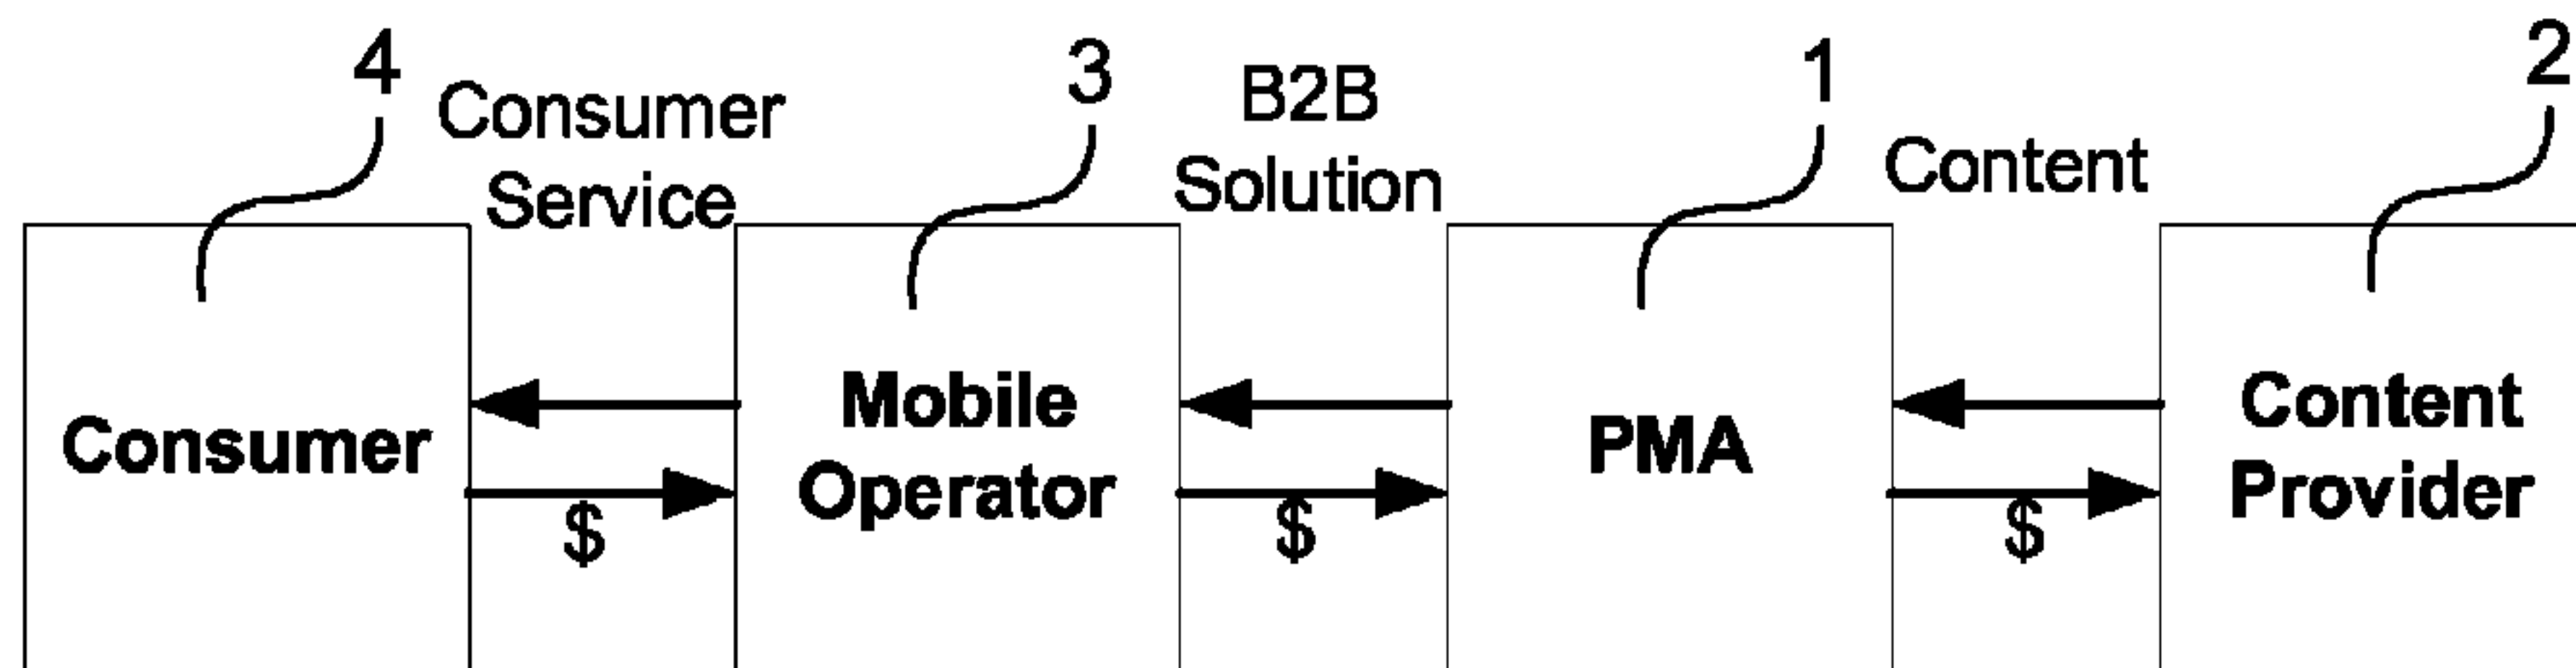 4
Consumer
Service
3
B2B
Solution
1
Content
2
Consumer
Mobile
Operator
PMA
Content
Provider
$
$
$